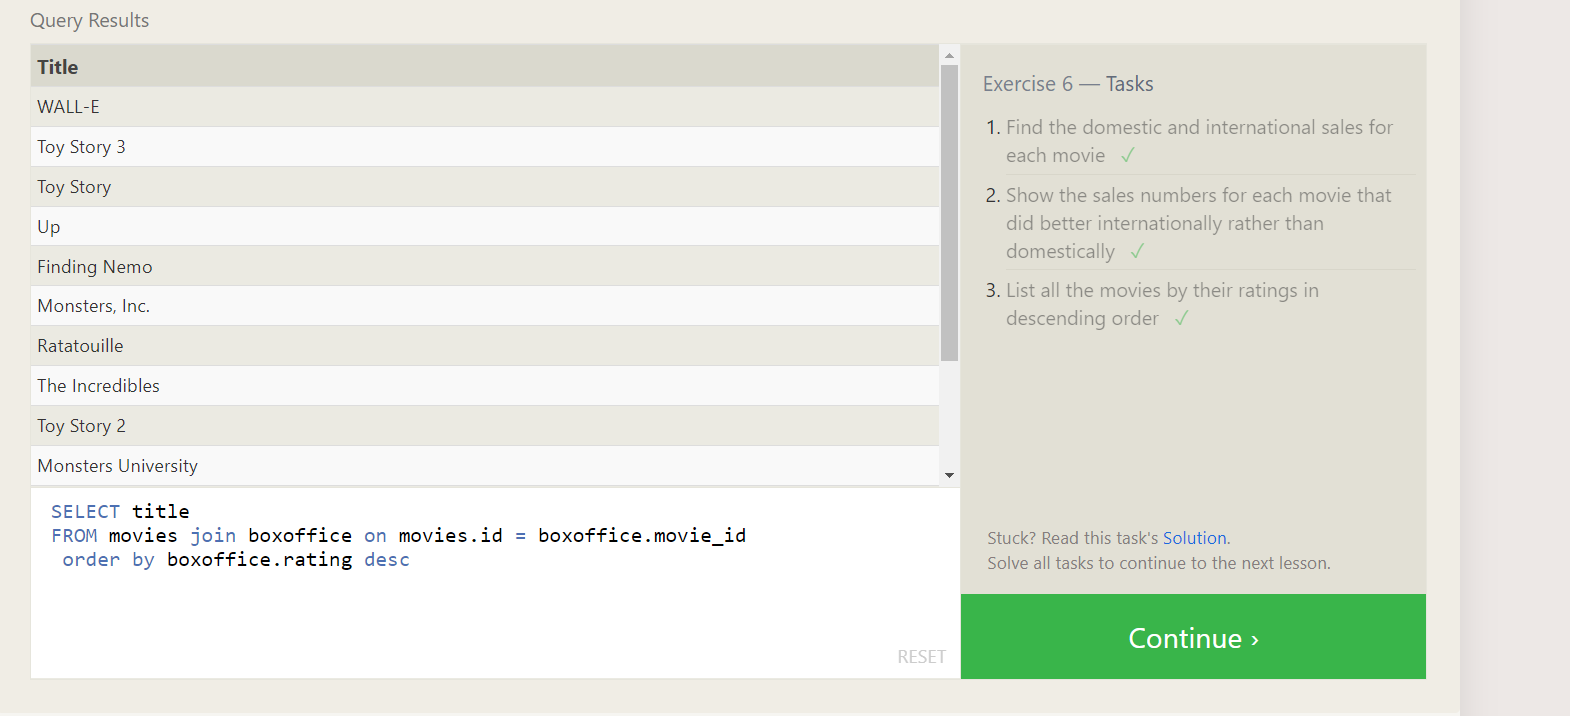 Query Results
Title
WALL-E
Toy Story 3
Toy Story
Up
Finding Nemo
Monsters, Inc.
Ratatouille
The Incredibles
Toy Story 2
Monsters University
SELECT title
FROM movies join boxoffice on movies.id = boxoffice.movie_id
order by boxoffice.rating desc
RESET
Exercise 6 — Tasks
1. Find the domestic and international sales for
each movie ✓
2. Show the sales numbers for each movie that
did better internationally rather than
domestically ✓
3. List all the movies by their ratings in
descending order ✓
Stuck? Read this task's Solution.
Solve all tasks to continue to the next lesson.
Continue ›